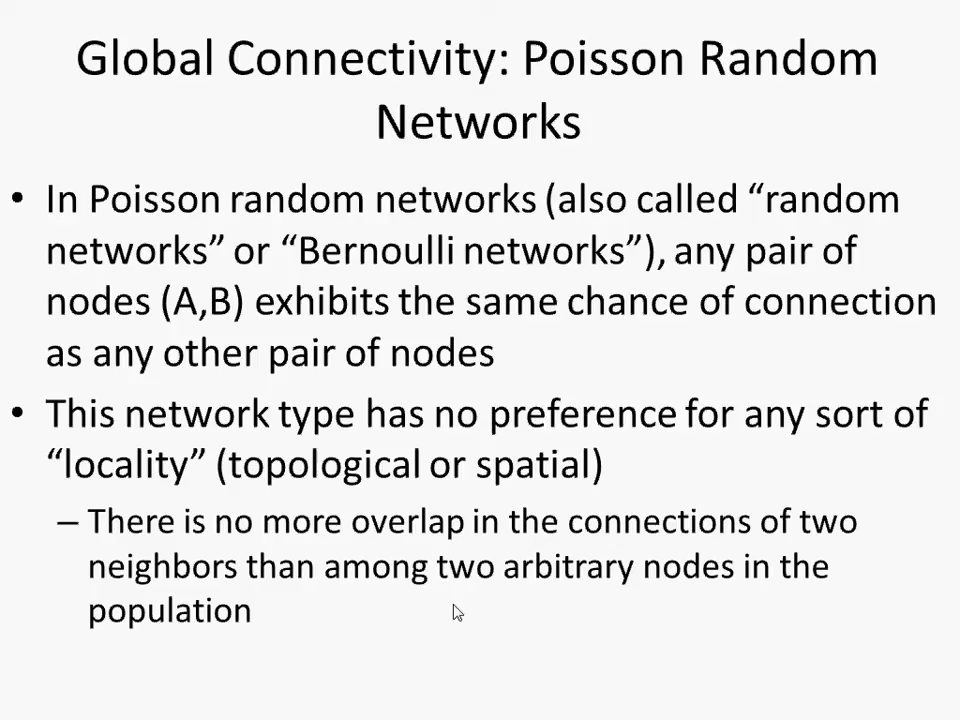 Global Connectivity: Poisson Random
Networks
• In Poisson random networks (also called “random
networks” or “Bernoulli networks”), any pair of
nodes (A,B) exhibits the same chance of connection
as any other pair of nodes
• This network type has no preference for any sort of
“locality” (topological or spatial)
– There is no more overlap in the connections of two
neighbors than among two arbitrary nodes in the
population